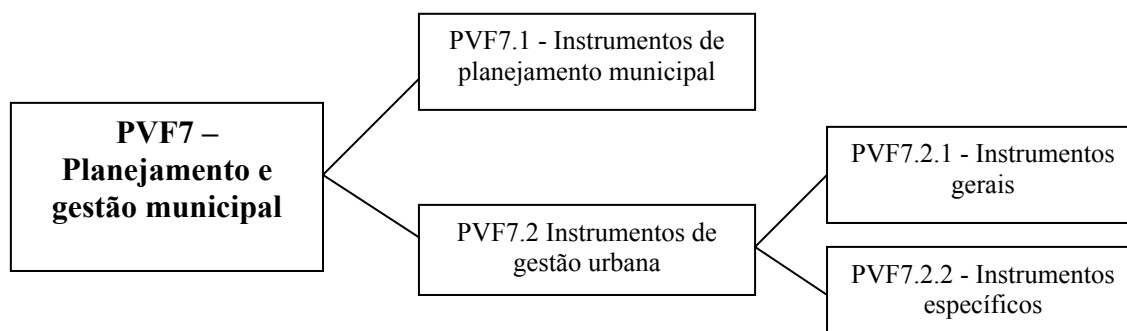 PVF7 –
Planejamento e
gestão municipal
PVF7.1 - Instrumentos de
planejamento municipal
PVF7.2 Instrumentos de
gestão urbana
PVF7.2.1 - Instrumentos
gerais
PVF7.2.2 - Instrumentos
específicos